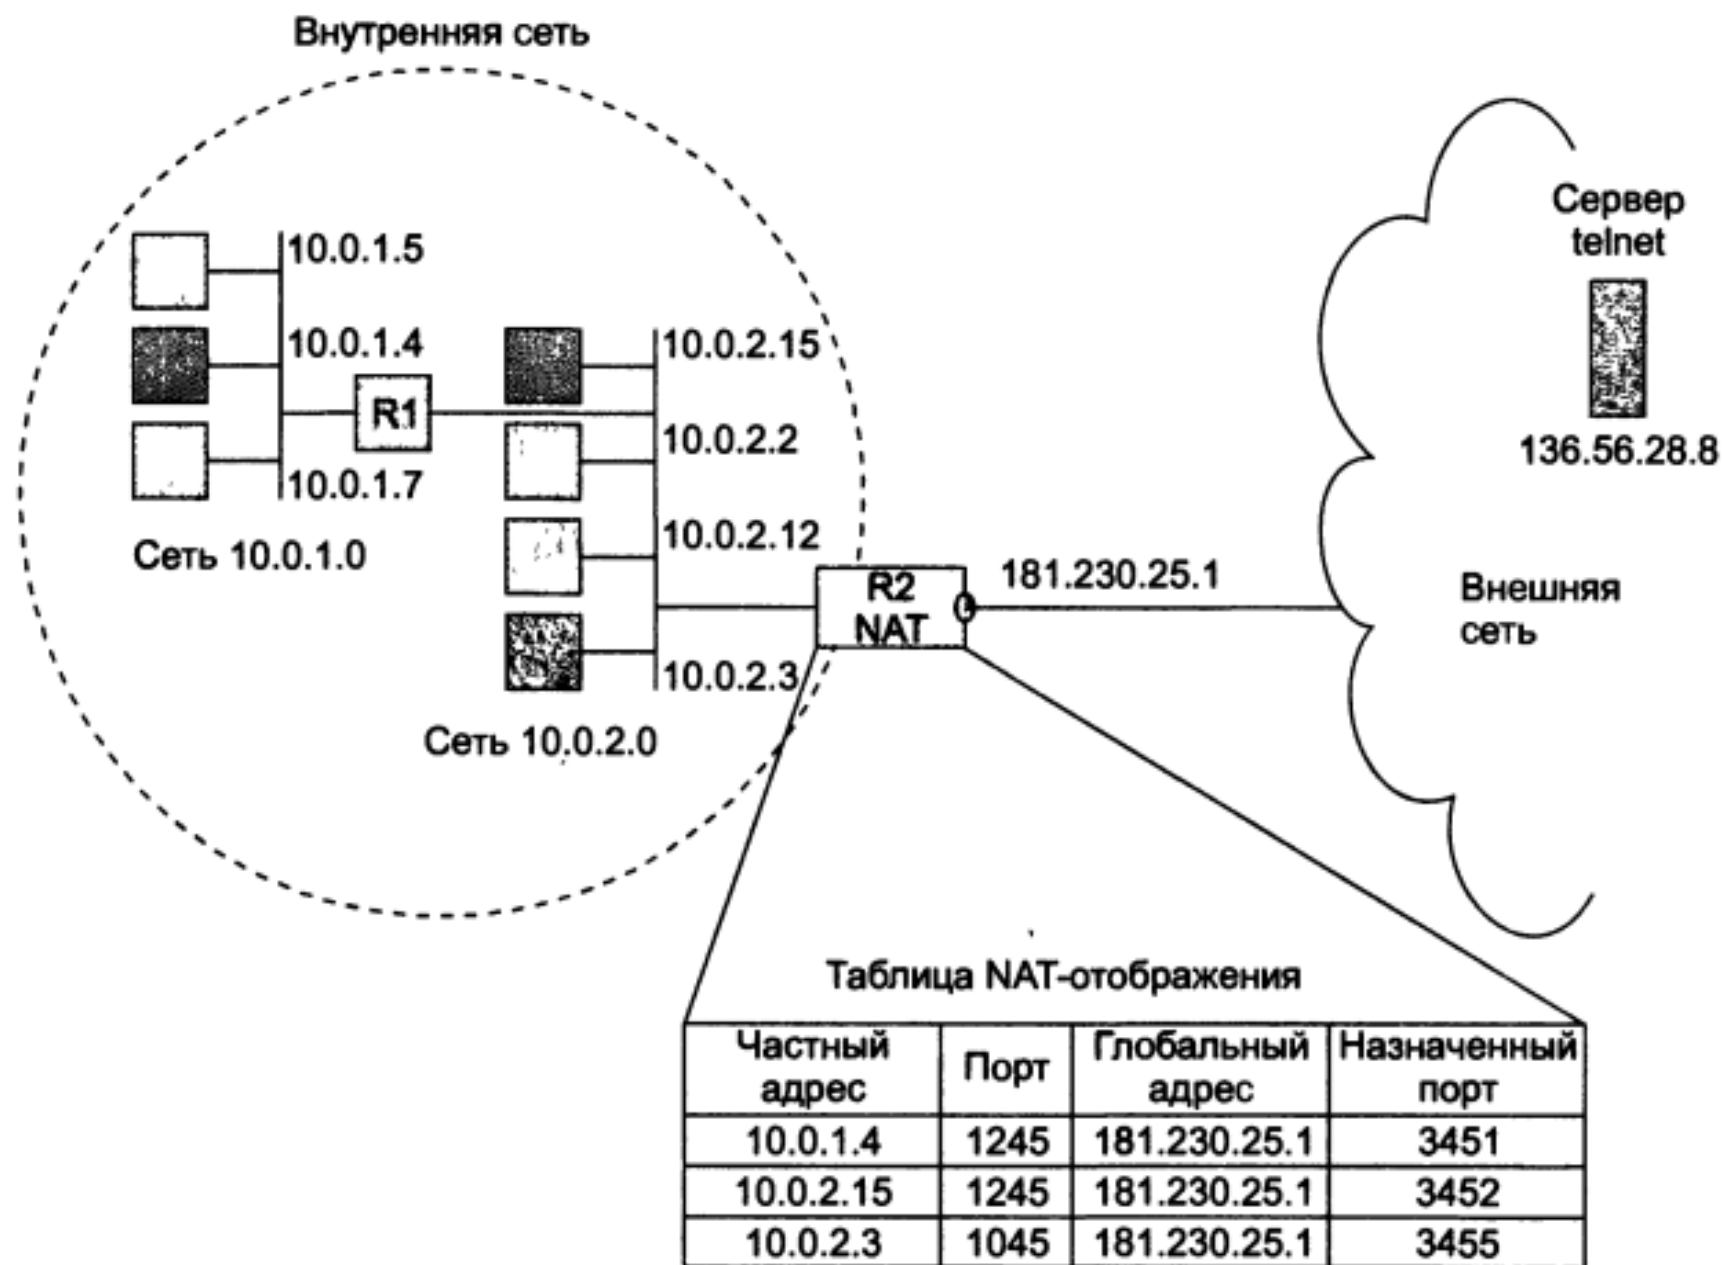 Внутренняя сеть
10.0.1.5
10.0.1.4
R1
10.0.1.7
Сеть 10.0.1.0
10.0.2.15
10.0.2.2
10.0.2.12
10.0.2.3
Сеть 10.0.2.0
R2
NAT
181.230.25.1
Сервер
telnet
136.56.28.8
Внешняя
сеть
Таблица NAT-отображения
Частный адрес Порт Глобальный адрес Назначенный порт
10.0.1.4 1245 181.230.25.1 3451
10.0.2.15 1245 181.230.25.1 3452
10.0.2.3 1045 181.230.25.1 3455